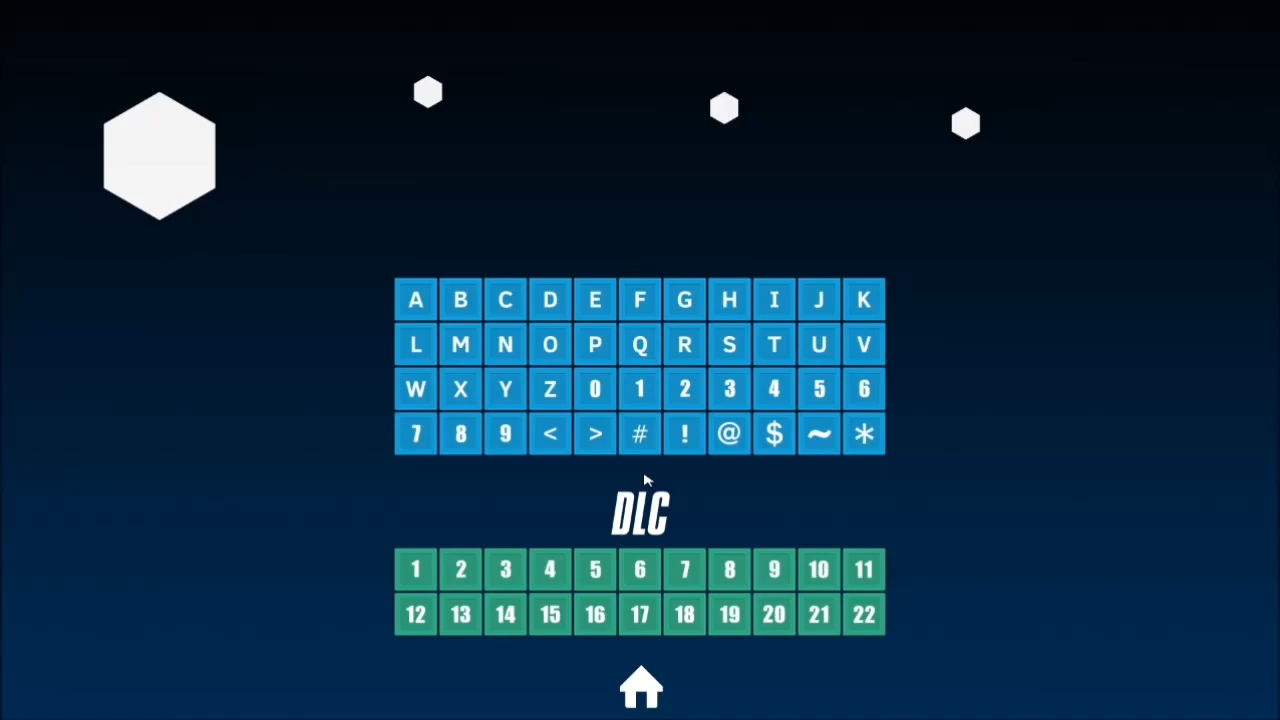 A B C D E F G H I J K
L M N O P Q R S T U V
W X Y Z 0 1 2 3 4 5 6
7 8 9 < > # ! @ $ ~ *
DLC
1 2 3 4 5 6 7 8 9 10 11
12 13 14 15 16 17 18 19 20 21 22